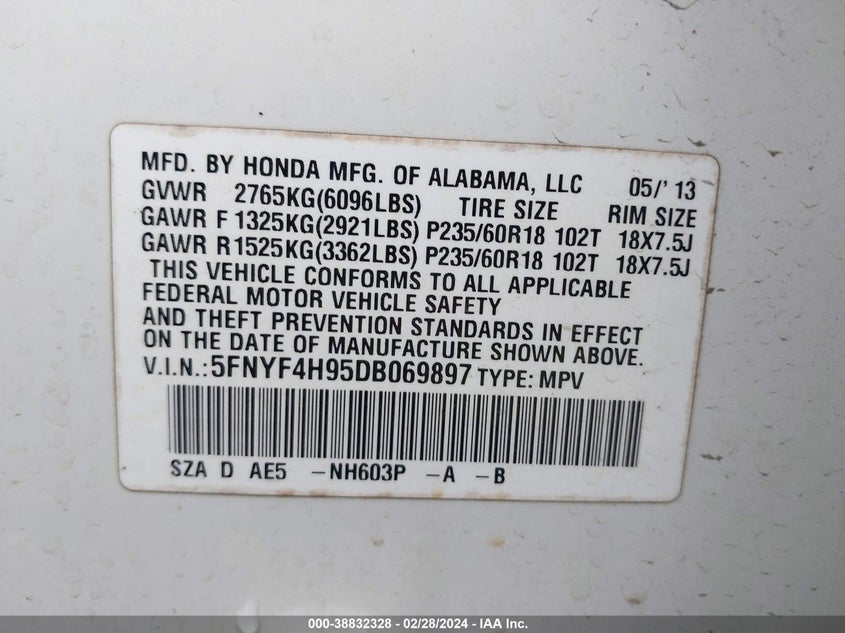 MFD. BY HONDA MFG. OF ALABAMA, LLC 05/'13
GVWR 2765KG(6096LBS) TIRE SIZE RIM SIZE
GAWR F 1325KG(2921LBS) P235/60R18 102T 18X7.5J
GAWR R 1525KG(3362LBS) P235/60R18 102T 18X7.5J
THIS VEHICLE CONFORMS TO ALL APPLICABLE
FEDERAL MOTOR VEHICLE SAFETY
AND THEFT PREVENTION STANDARDS IN EFFECT
ON THE DATE OF MANUFACTURE SHOWN ABOVE.
V.I.N.:5FNYF4H95DB069897 TYPE: MPV
SZA D AE5 -NH603P -A -B
000-38832328 - 02/28/2024 - IAA Inc.